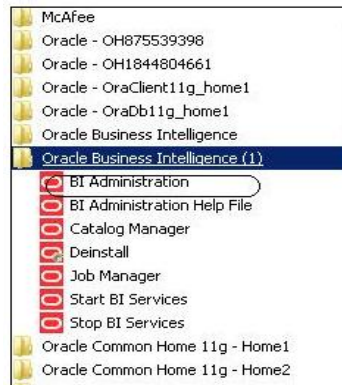 McAfee
Oracle - OH875539398
Oracle - OH1844804661
Oracle - OraClient11g_home1
Oracle - OraDb11g_home1
Oracle Business Intelligence
Oracle Business Intelligence (1)
BI Administration
BI Administration Help File
Catalog Manager
Deinstall
Job Manager
Start BI Services
Stop BI Services
Oracle Common Home 11g - Home1
Oracle Common Home 11g - Home2